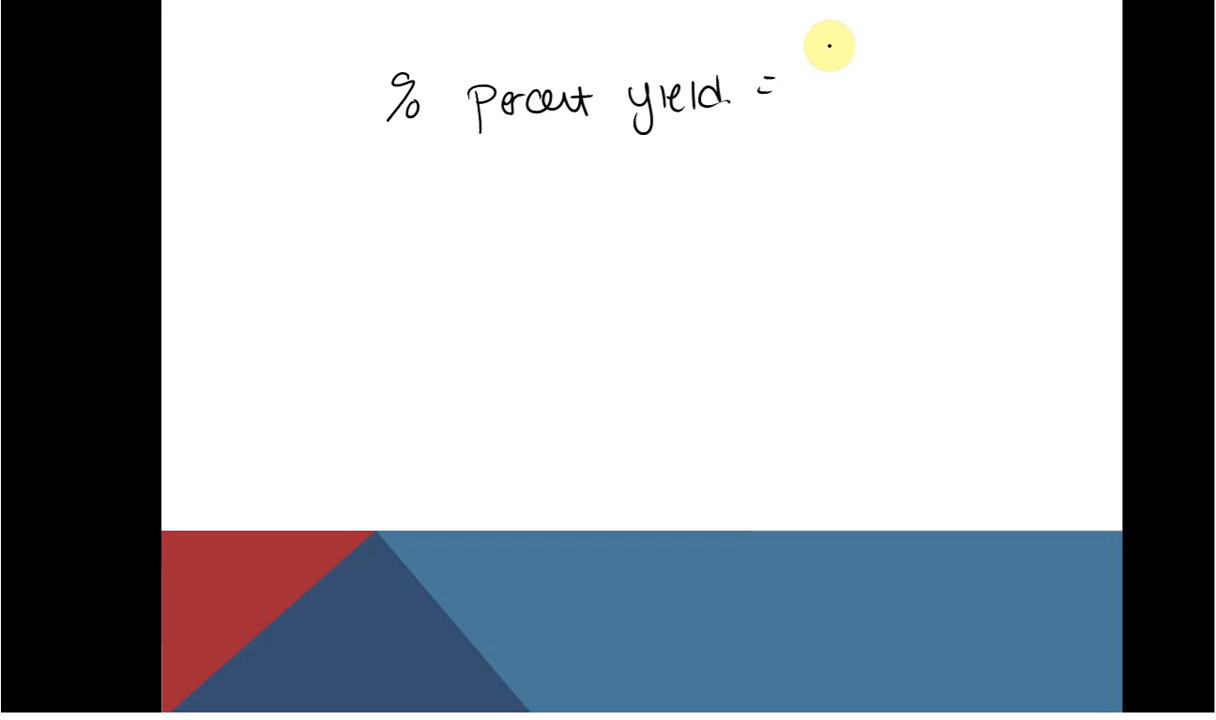 % percent yield =